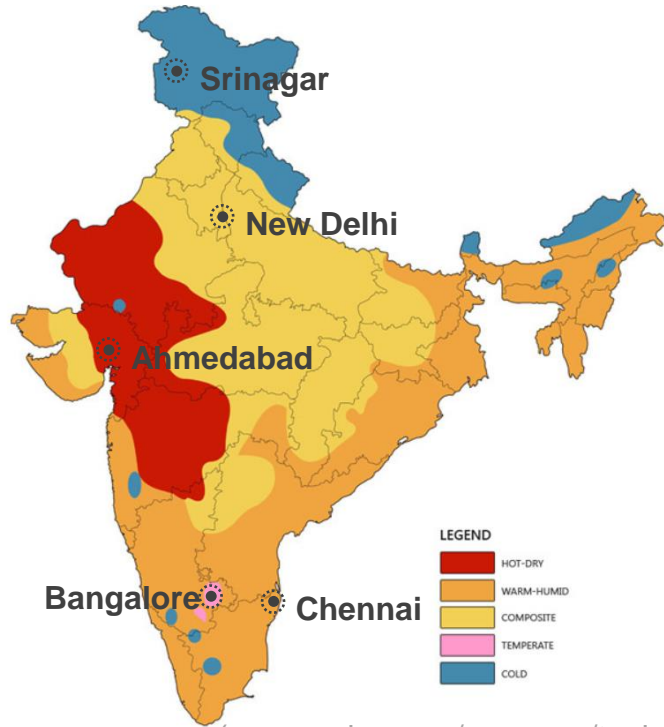 Srinagar
New Delhi
Ahmedabad
Bangalore
Chennai
LEGEND
HOT-DRY
WARM-HUMID
COMPOSITE
TEMPERATE
COLD